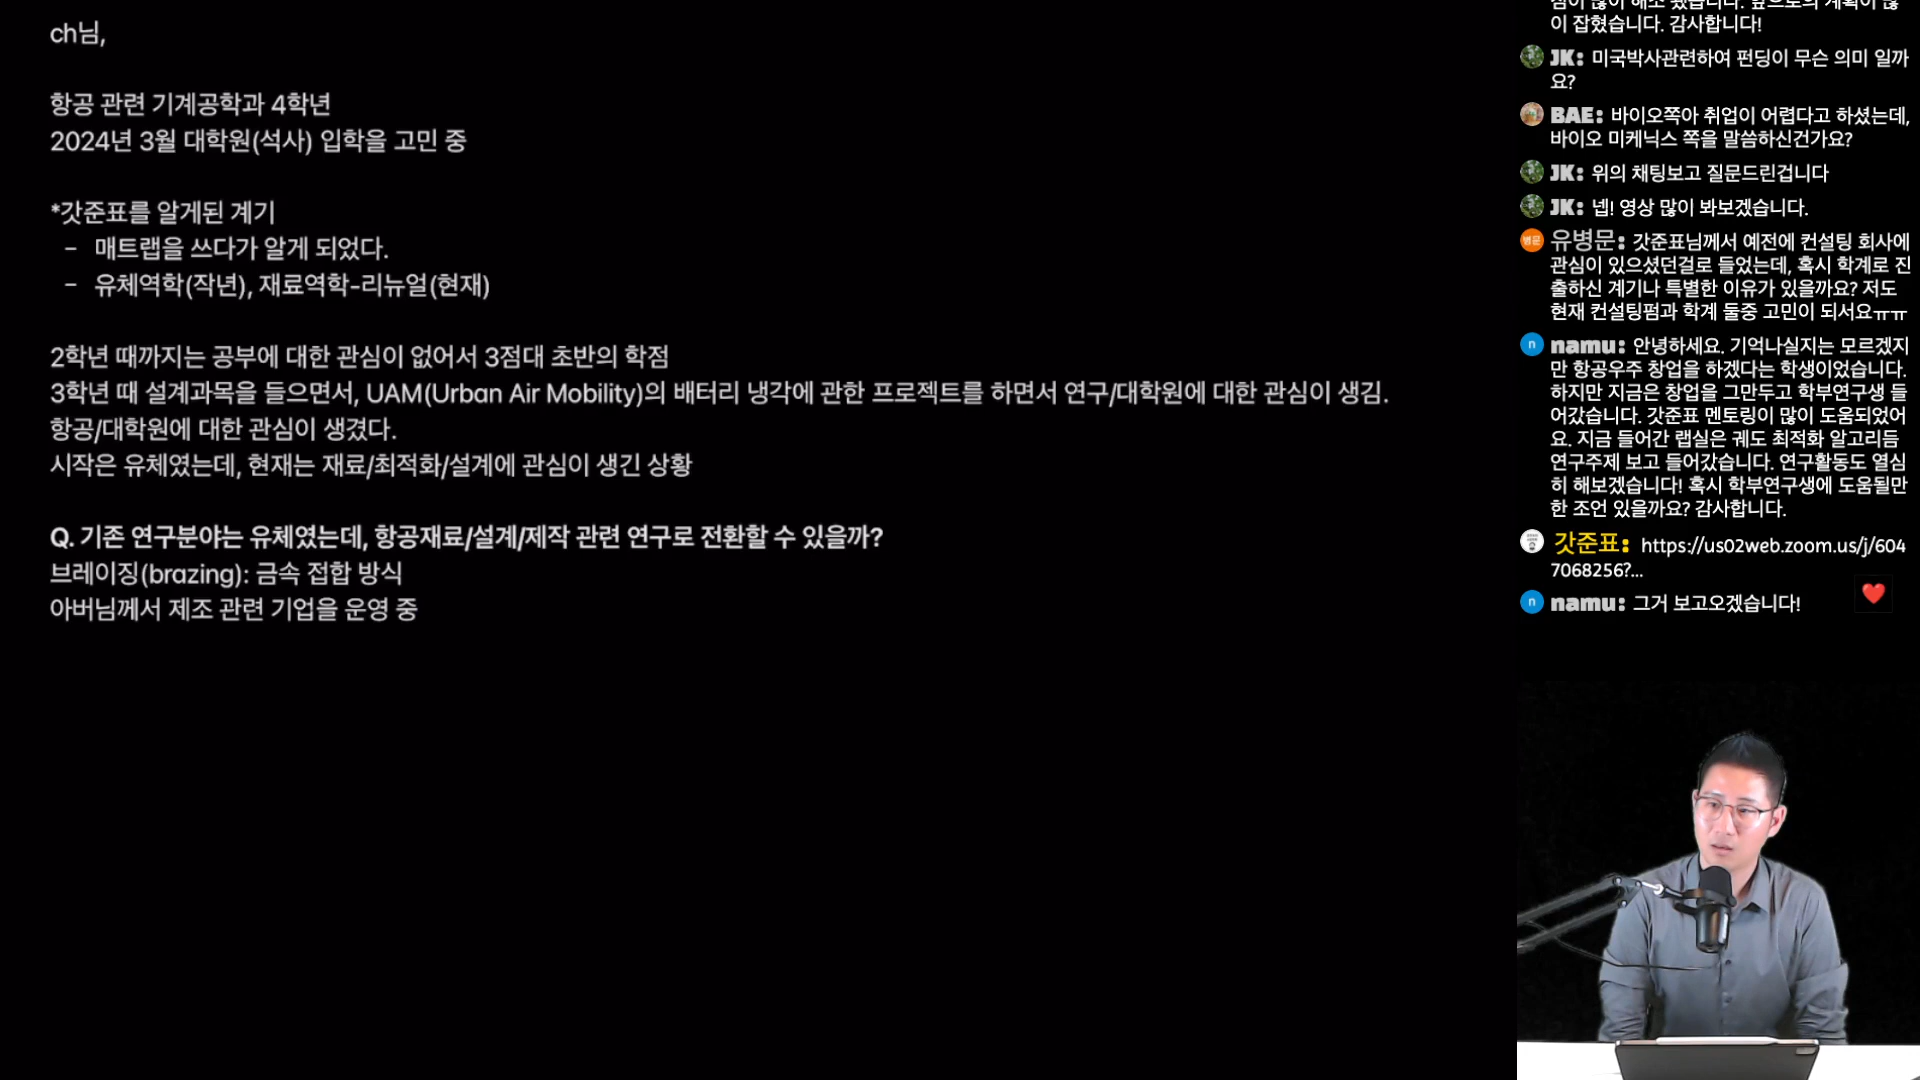 ch님,
항공 관련 기계공학과 4학년
2024년 3월 대학원(석사) 입학을 고민 중
*갓준표를 알게된 계기
- 매트랩을 쓰다가 알게 되었다.
- 유체역학(작년), 재료역학-리뉴얼(현재)
2학년 때까지는 공부에 대한 관심이 없어서 3점대 초반의 학점
3학년 때 설계과목을 들으면서, UAM(Urban Air Mobility)의 배터리 냉각에 관한 프로젝트를 하면서 연구/대학원에 대한 관심이 생김.
항공/대학원에 대한 관심이 생겼다.
시작은 유체였는데, 현재는 재료/최적화/설계에 관심이 생긴 상황
Q. 기존 연구분야는 유체였는데, 항공재료/설계/제작 관련 연구로 전환할 수 있을까?
브레이징(brazing): 금속 접합 방식
아버님께서 제조 관련 기업을 운영 중
이 잡혔습니다. 감사합니다!
JK: 미국박사관련하여 펀딩이 무슨 의미 일까
요?
BAE: 바이오쪽아 취업이 어렵다고 하셨는데,
바이오 미케닉스 쪽을 말씀하신건가요?
JK: 위의 채팅보고 질문드린겁니다
JK: 넵! 영상 많이 봐보겠습니다.
병문 유병문: 갓준표님께서 예전에 컨설팅 회사에
관심이 있으셨던걸로 들었는데, 혹시 학계로 진
출하신 계기나 특별한 이유가 있을까요? 저도
현재 컨설팅펌과 학계 둘중 고민이 되서요ㅠㅠ
n namu: 안녕하세요. 기억나실지는 모르겠지
만 항공우주 창업을 하겠다는 학생이었습니다.
하지만 지금은 창업을 그만두고 학부연구생 들
어갔습니다. 갓준표 멘토링이 많이 도움되었어
요. 지금 들어간 랩실은 궤도 최적화 알고리듬
연구주제 보고 들어갔습니다. 연구활동도 열심
히 해보겠습니다! 혹시 학부연구생에 도움될만
한 조언 있을까요? 감사합니다.
갓준표: https://us02web.zoom.us/j/604
7068256?...
n namu: 그거 보고오겠습니다!